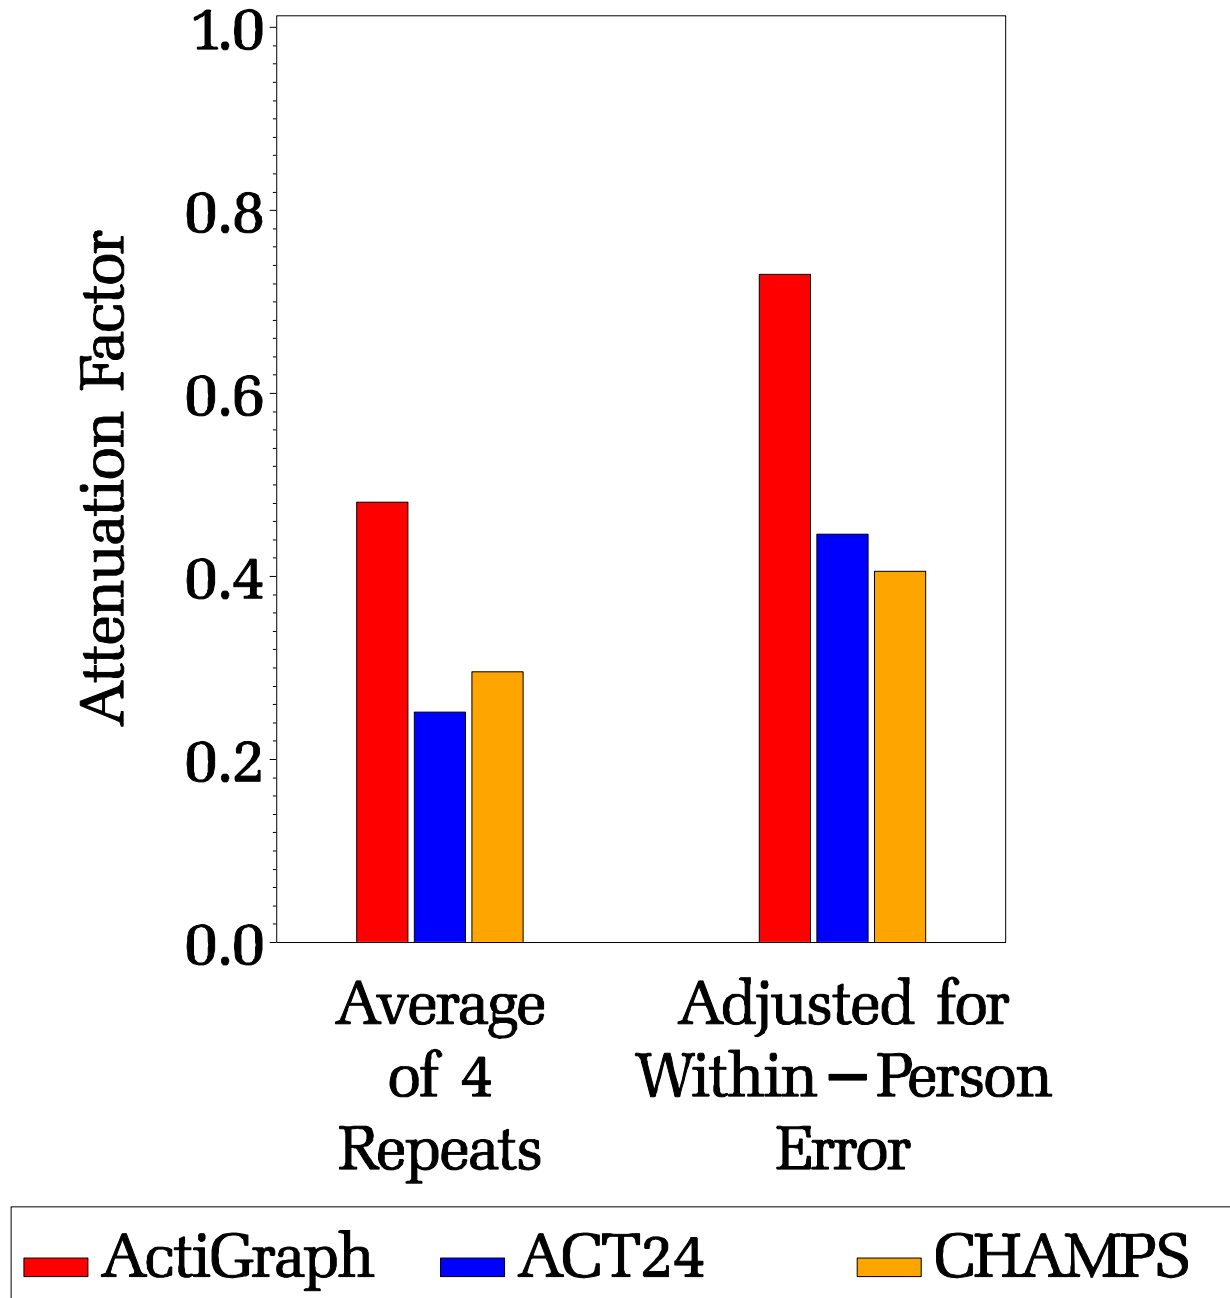 Attenuation Factor
1.0
0.8
0.6
0.4
0.2
0.0
Average
of 4
Repeats
Adjusted for
Within-Person
Error
ActiGraph
ACT24
CHAMPS